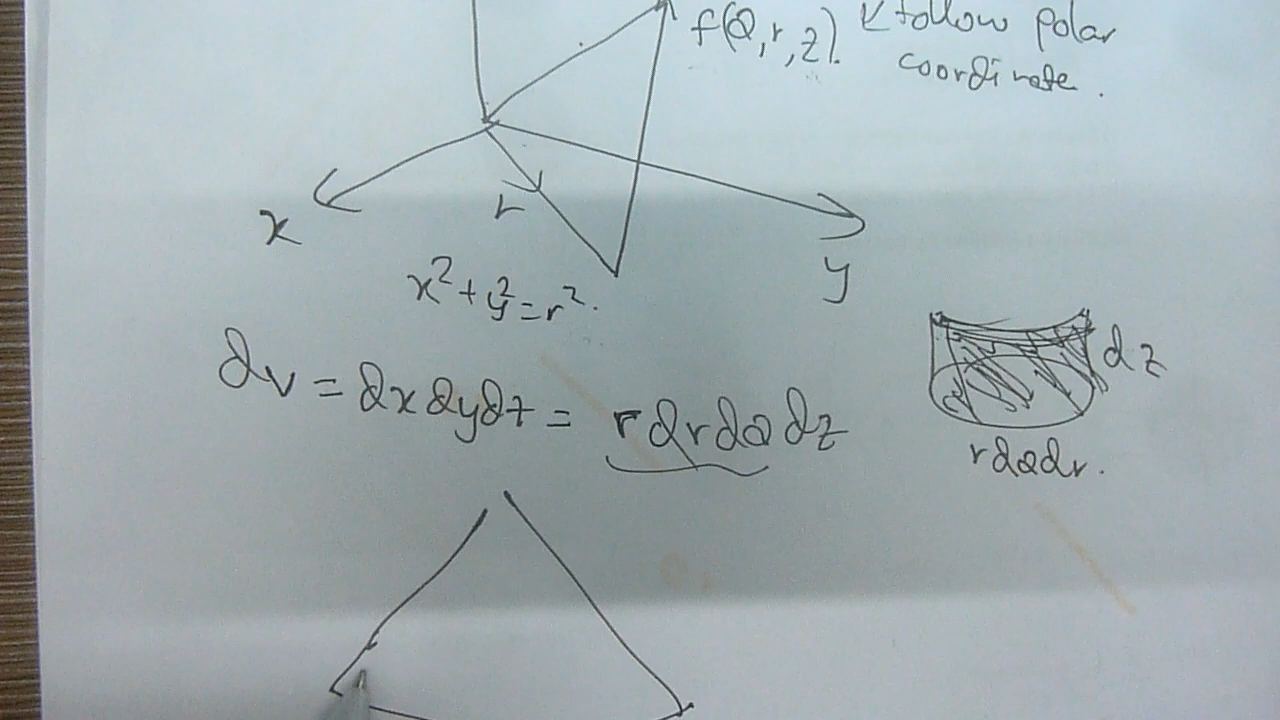 f(θ, r, z). ↙ follow polar
coordinate.
x
r
y
x² + y² = r².
dv = dx dy dz = r dr dθ dz
dz
r dθ dr.